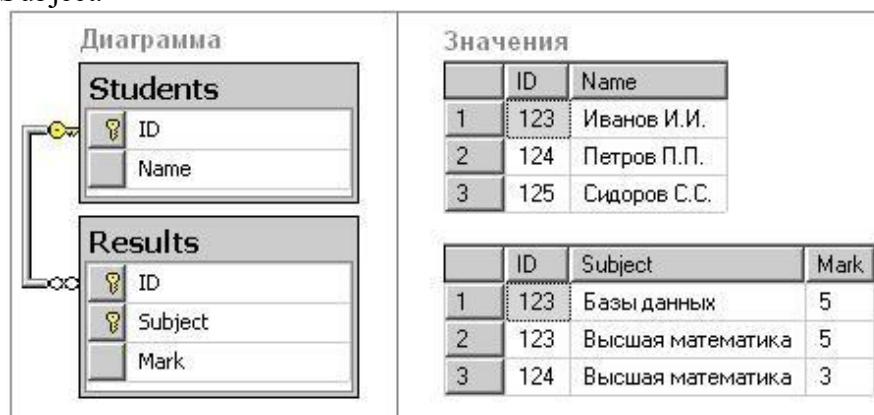 Диаграмма
Students
ID
Name
Results
ID
Subject
Mark
Значения
ID Name
1 123 Иванов И.И.
2 124 Петров П.П.
3 125 Сидоров С.С.
ID Subject Mark
1 123 Базы данных 5
2 123 Высшая математика 5
3 124 Высшая математика 3